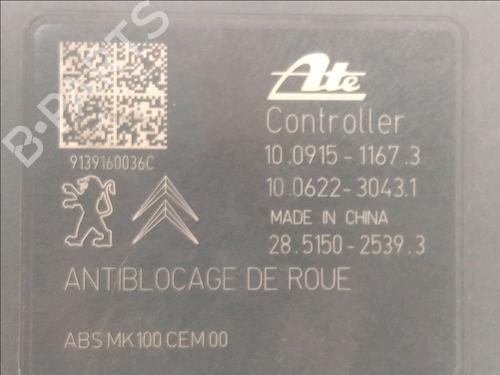 Ate
Controller
9139160036C
10.0915-1167.3
10.0622-3043.1
MADE IN CHINA
28.5150-2539.3
ANTIBLOCAGE DE ROUE
ABS MK100 CEM 00
B-PARTS